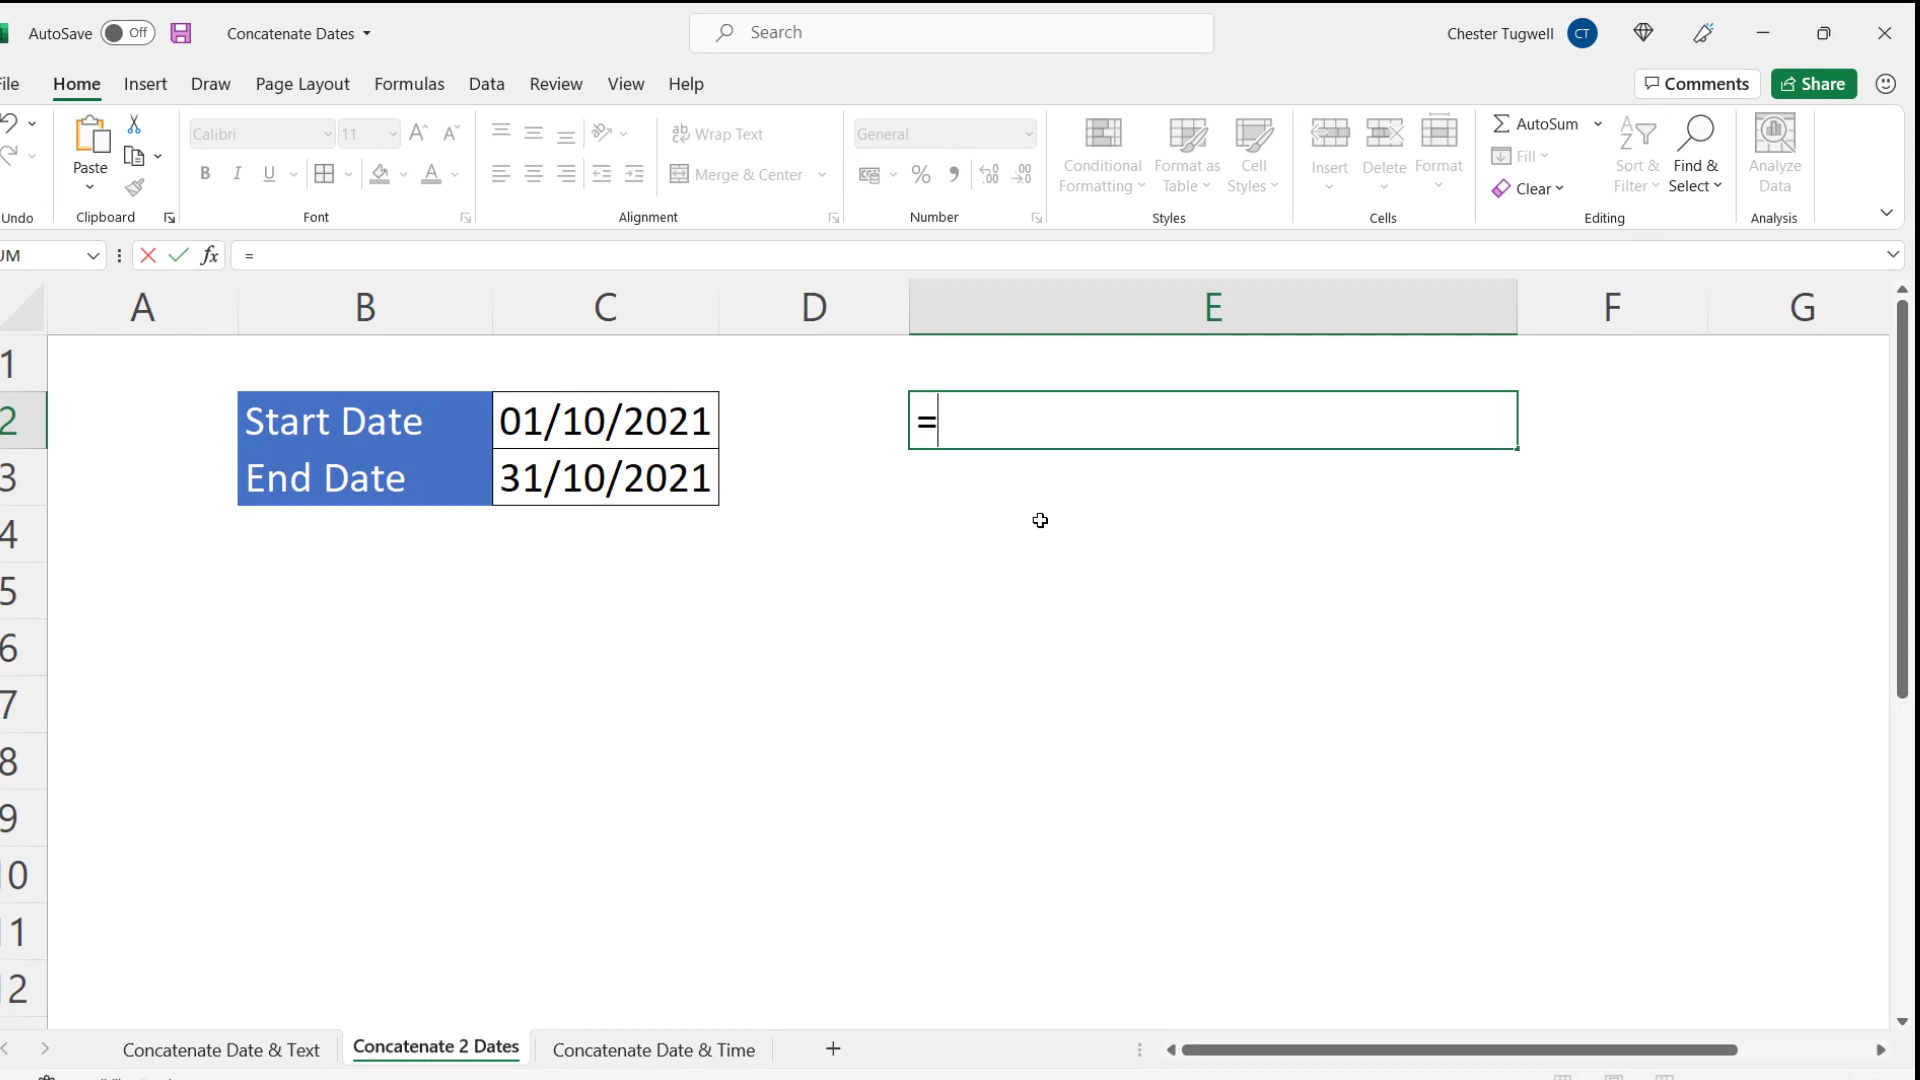 AutoSave Off Concatenate Dates Search Chester Tugwell CT
File Home Insert Draw Page Layout Formulas Data Review View Help Comments Share
Calibri 11 Wrap Text General AutoSum
Paste Conditional Format as Cell Insert Delete Format Fill Sort & Find & Analyze
B I U Merge & Center % Formatting Table Styles Clear Filter Select Data
Undo Clipboard Font Alignment Number Styles Cells Editing Analysis
UM fx =
A B C D E F G
1
2 Start Date 01/10/2021 =
3 End Date 31/10/2021
4
5
6
7
8
9
10
11
12
Concatenate Date & Text Concatenate 2 Dates Concatenate Date & Time